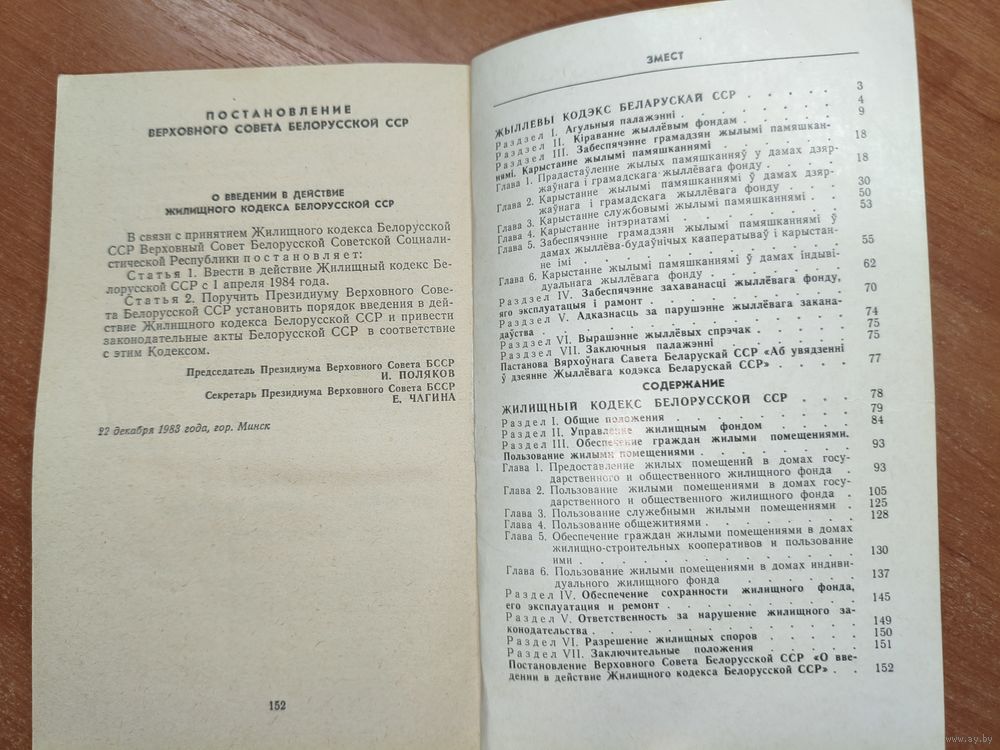 ПОСТАНОВЛЕНИЕ
ВЕРХОВНОГО СОВЕТА БЕЛОРУССКОЙ ССР
О ВВЕДЕНИИ В ДЕЙСТВИЕ
ЖИЛИЩНОГО КОДЕКСА БЕЛОРУССКОЙ ССР
В связи с принятием Жилищного кодекса Белорусской
ССР Верховный Совет Белорусской Советской Социали-
стической Республики постановляет:
Статья 1. Ввести в действие Жилищный кодекс Бе-
лорусской ССР с 1 апреля 1984 года.
Статья 2. Поручить Президиуму Верховного Сове-
та Белорусской ССР установить порядок введения в дей-
ствие Жилищного кодекса Белорусской ССР и привести
законодательные акты Белорусской ССР в соответствие
с этим Кодексом.
Председатель Президиума Верховного Совета БССР
И. ПОЛЯКОВ
Секретарь Президиума Верховного Совета БССР
Е. ЧАГИНА
22 декабря 1983 года, гор. Минск
152
ЗМЕСТ
ЖЫЛЛЁВЫ КОДЭКС БЕЛАРУСКАЙ ССР . . . . . . 3
Раздзел I. Агульныя палажэнні . . . . . . . . 4
Раздзел II. Кіраванне жыллёвым фондам . . . . . 9
Раздзел III. Забеспячэнне грамадзян жылымі памяшкан-
нямі. Карыстанне жылымі памяшканнямі . . . . . 18
Глава 1. Прадастаўленне жылых памяшканняў у дамах дзяр-
жаўнага і грамадскага жыллёвага фонду . . . . 18
Глава 2. Карыстанне жылымі памяшканнямі ў дамах дзяр-
жаўнага і грамадскага жыллёвага фонду . . . . 30
Глава 3. Карыстанне службовымі жылымі памяшканнямі . 50
Глава 4. Карыстанне інтэрнатамі . . . . . . . 53
Глава 5. Забеспячэнне грамадзян жылымі памяшканнямі ў
дамах жыллёва-будаўнічых кааператываў і карыстан-
не імі . . . . . . . . . . . 55
Глава 6. Карыстанне жылымі памяшканнямі ў дамах індыві-
дуальнага жыллёвага фонду . . . . . . . 62
Раздзел IV. Забеспячэнне захаванасці жыллёвага фонду,
яго эксплуатацыя і рамонт . . . . . . . . 70
Раздзел V. Адказнасць за парушэнне жыллёвага закана-
даўства . . . . . . . . . . . 74
Раздзел VI. Вырашэнне жыллёвых спрэчак . . . . 75
Раздзел VII. Заключныя палажэнні . . . . . . 75
Пастанова Вярхоўнага Савета Беларускай ССР «Аб увядзенні
ў дзеянне Жыллёвага кодэкса Беларускай ССР» . . . 77
СОДЕРЖАНИЕ
ЖИЛИЩНЫЙ КОДЕКС БЕЛОРУССКОЙ ССР . . . . 78
Раздел I. Общие положения . . . . . . . . 79
Раздел II. Управление жилищным фондом . . . . . 84
Раздел III. Обеспечение граждан жилыми помещениями.
Пользование жилыми помещениями . . . . . . 93
Глава 1. Предоставление жилых помещений в домах госу-
дарственного и общественного жилищного фонда . 93
Глава 2. Пользование жилыми помещениями в домах госу-
дарственного и общественного жилищного фонда . 105
Глава 3. Пользование служебными жилыми помещениями . 125
Глава 4. Пользование общежитиями . . . . . . 128
Глава 5. Обеспечение граждан жилыми помещениями в домах
жилищно-строительных кооперативов и пользование
ими . . . . . . . . . . . 130
Глава 6. Пользование жилыми помещениями в домах индиви-
дуального жилищного фонда . . . . . . 137
Раздел IV. Обеспечение сохранности жилищного фонда,
его эксплуатация и ремонт . . . . . . . . 145
Раздел V. Ответственность за нарушение жилищного за-
конодательства . . . . . . . . . . 149
Раздел VI. Разрешение жилищных споров . . . . . 150
Раздел VII. Заключительные положения . . . . . 151
Постановление Верховного Совета Белорусской ССР «О вве-
дении в действие Жилищного кодекса Белорусской ССР» . . 152
www.ay.by